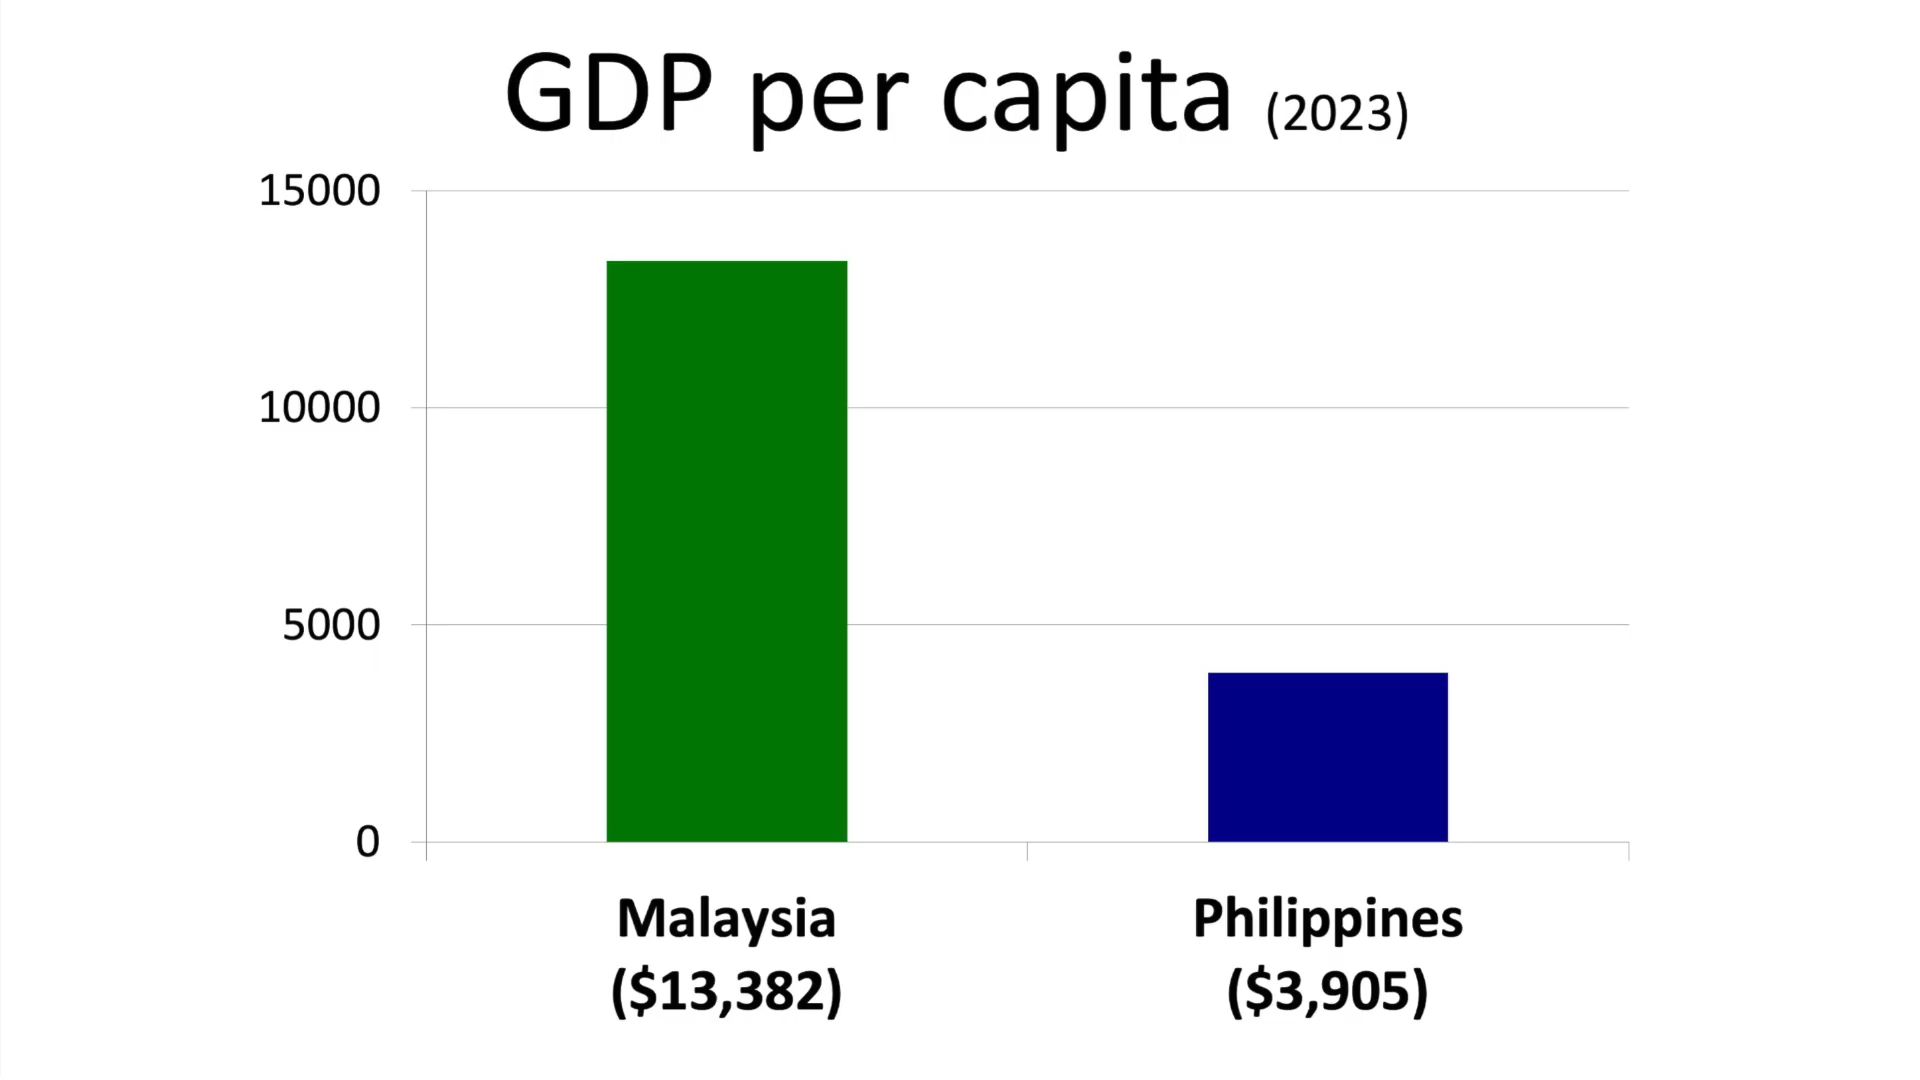 GDP per capita (2023)
15000
10000
5000
0
Malaysia
($13,382)
Philippines
($3,905)